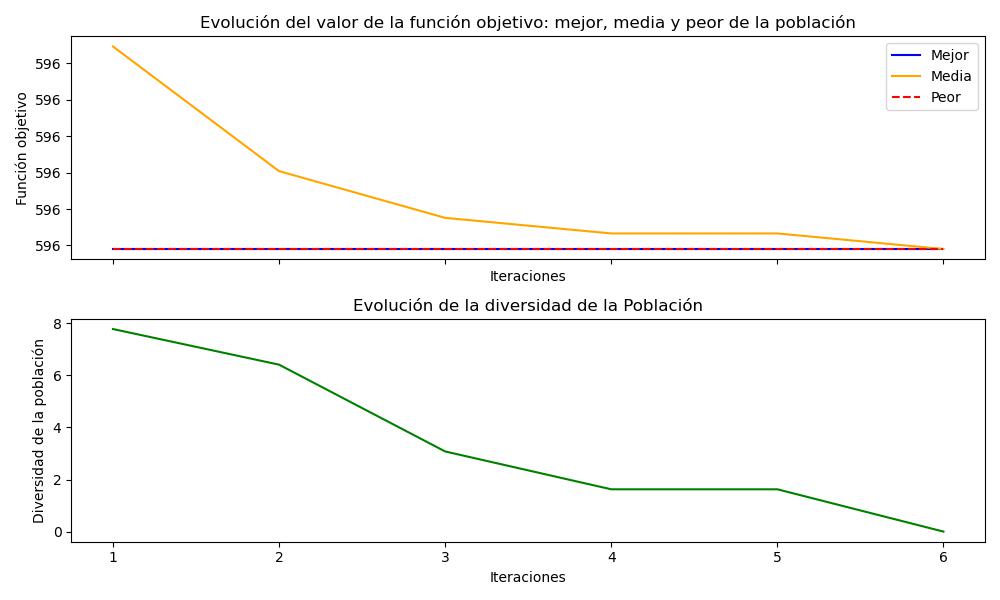 Evolución del valor de la función objetivo: mejor, media y peor de la población
Función objetivo
596
596
596
596
596
596
Mejor
Media
Peor
Iteraciones
Evolución de la diversidad de la Población
Diversidad de la población
8
6
4
2
0
1 2 3 4 5 6
Iteraciones